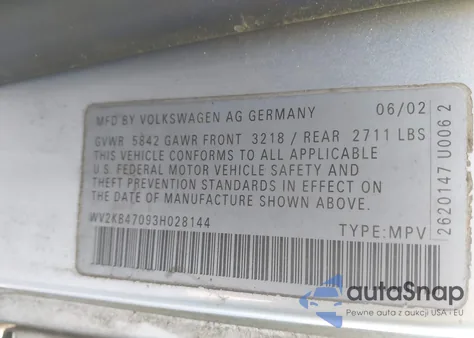 MFD BY VOLKSWAGEN AG GERMANY 06/02
GVWR 5842 GAWR FRONT 3218 / REAR 2711 LBS
THIS VEHICLE CONFORMS TO ALL APPLICABLE
U.S. FEDERAL MOTOR VEHICLE SAFETY AND
THEFT PREVENTION STANDARDS IN EFFECT ON
THE DATE OF MANUFACTURE SHOWN ABOVE.
WV2KB47093H028144 TYPE:MPV
2620147 U006 2
autoSnap
Pewne auta z aukcji USA - EU